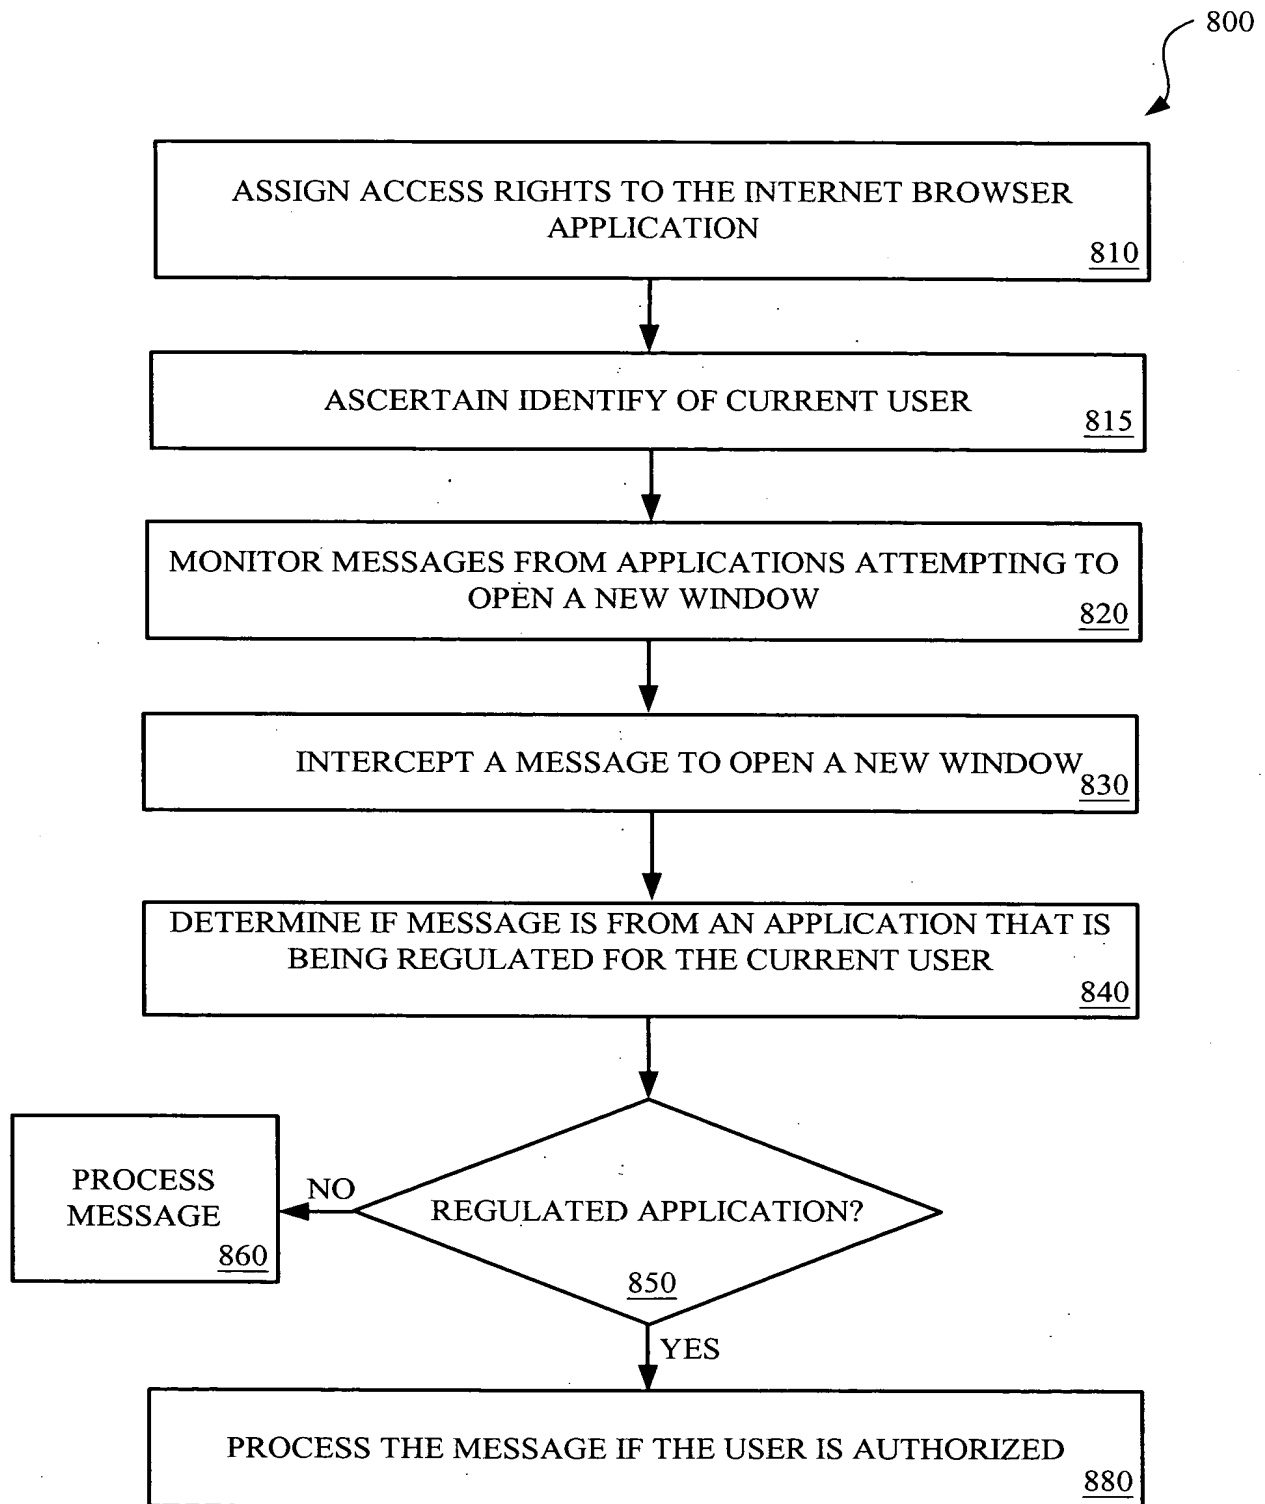 800
ASSIGN ACCESS RIGHTS TO THE INTERNET BROWSER
APPLICATION
810
ASCERTAIN IDENTIFY OF CURRENT USER
815
MONITOR MESSAGES FROM APPLICATIONS ATTEMPTING TO
OPEN A NEW WINDOW
820
INTERCEPT A MESSAGE TO OPEN A NEW WINDOW
830
DETERMINE IF MESSAGE IS FROM AN APPLICATION THAT IS
BEING REGULATED FOR THE CURRENT USER
840
PROCESS
MESSAGE
860
NO
REGULATED APPLICATION?
850
YES
PROCESS THE MESSAGE IF THE USER IS AUTHORIZED
880